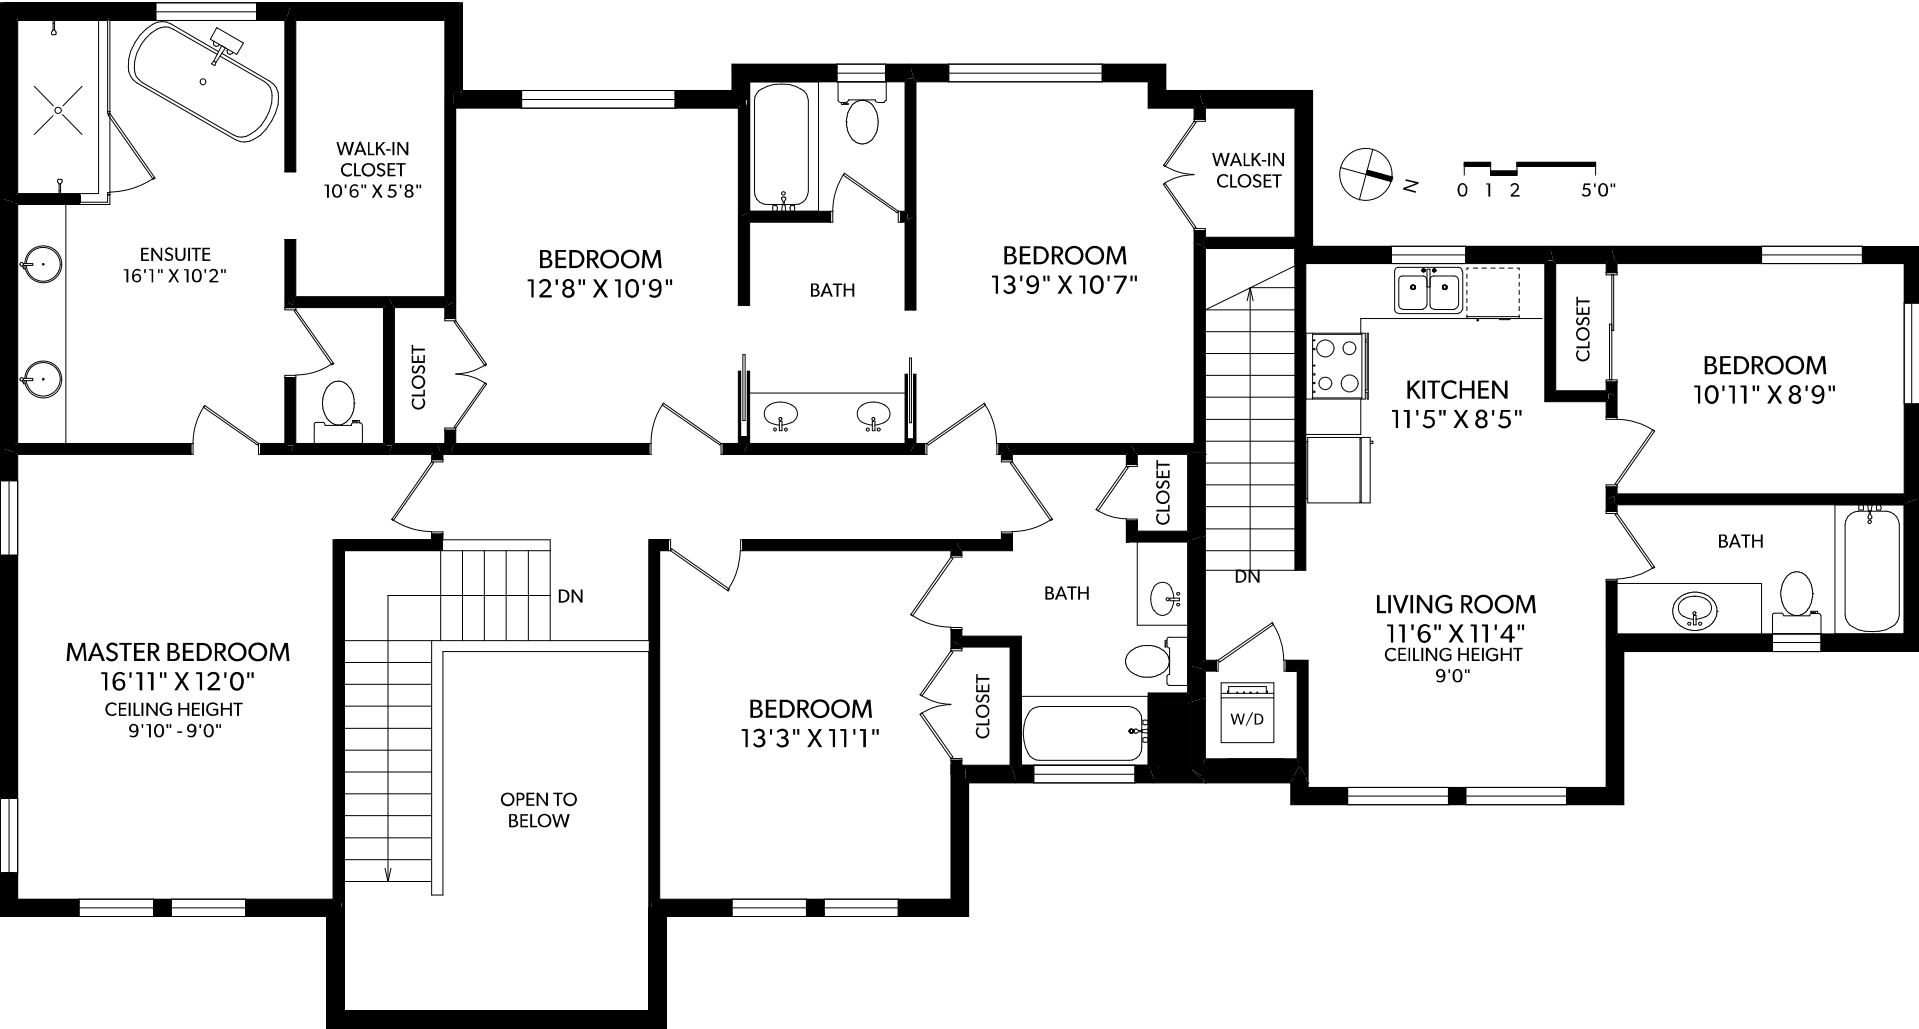 WALK-IN
CLOSET
10'6" X 5'8"
ENSUITE
16'1" X 10'2"
CLOSET
BEDROOM
12'8" X 10'9"
BATH
BEDROOM
13'9" X 10'7"
WALK-IN
CLOSET
N
0 1 2 5'0"
KITCHEN
11'5" X 8'5"
CLOSET
BEDROOM
10'11" X 8'9"
BATH
CLOSET
DN
BATH
DN
LIVING ROOM
11'6" X 11'4"
CEILING HEIGHT
9'0"
MASTER BEDROOM
16'11" X 12'0"
CEILING HEIGHT
9'10" - 9'0"
OPEN TO
BELOW
BEDROOM
13'3" X 11'1"
CLOSET
W/D